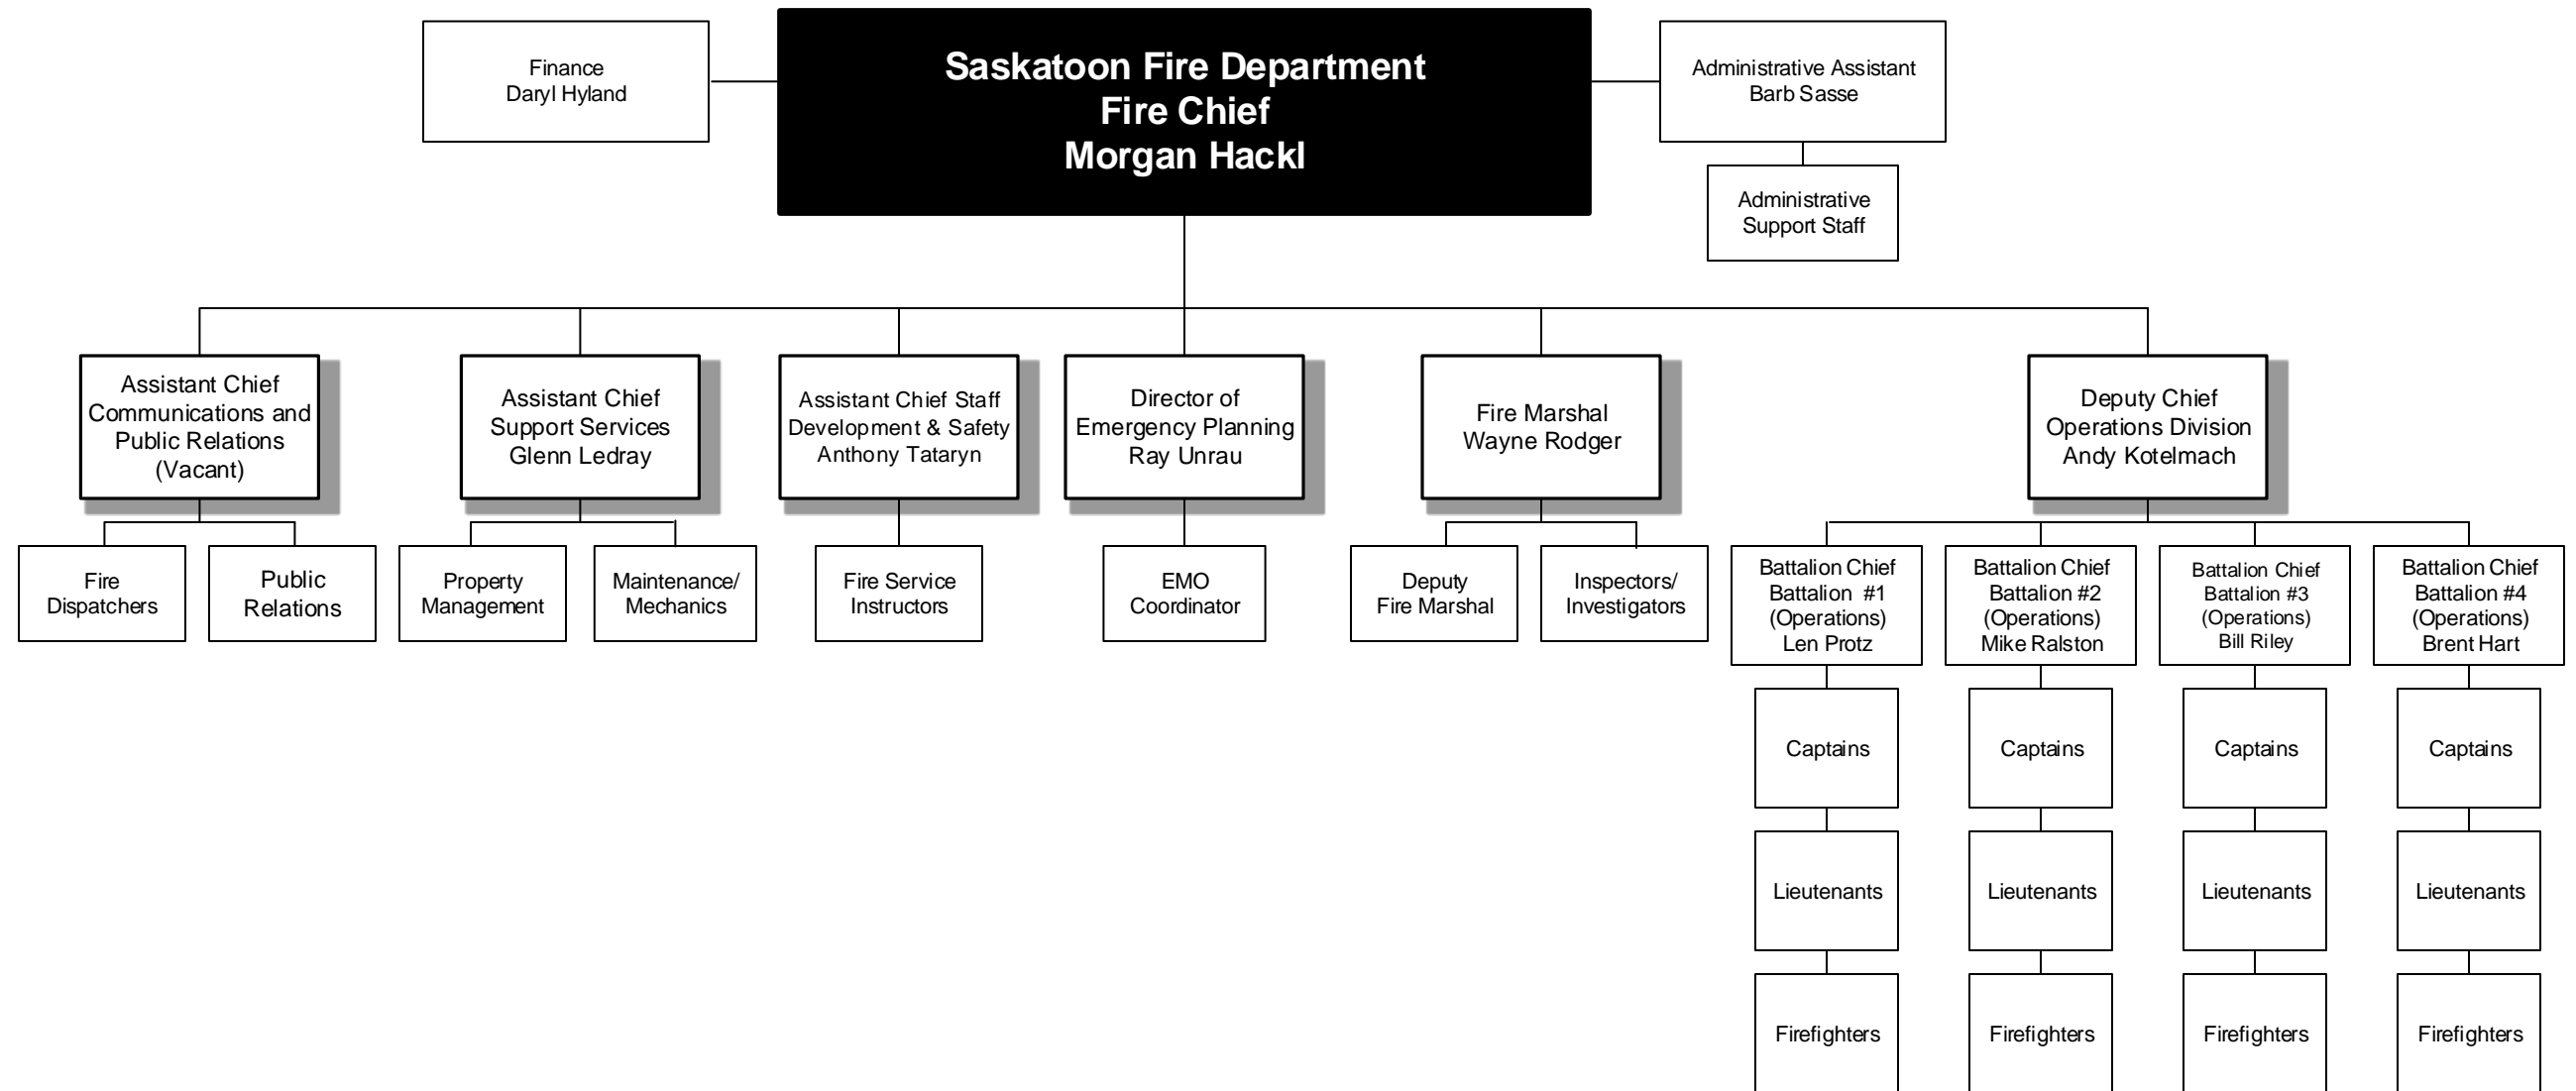 Finance
Daryl Hyland
Saskatoon Fire Department
Fire Chief
Morgan Hackl
Administrative Assistant
Barb Sasse
Administrative
Support Staff
Assistant Chief
Communications and
Public Relations
(Vacant)
Assistant Chief
Support Services
Glenn Ledray
Assistant Chief Staff
Development & Safety
Anthony Tataryn
Director of
Emergency Planning
Ray Unrau
Fire Marshal
Wayne Rodger
Deputy Chief
Operations Division
Andy Kotelmach
Fire
Dispatchers
Public
Relations
Property
Management
Maintenance/
Mechanics
Fire Service
Instructors
EMO
Coordinator
Deputy
Fire Marshal
Inspectors/
Investigators
Battalion Chief
Battalion #1
(Operations)
Len Protz
Battalion Chief
Battalion #2
(Operations)
Mike Ralston
Battalion Chief
Battalion #3
(Operations)
Bill Riley
Battalion Chief
Battalion #4
(Operations)
Brent Hart
Captains
Captains
Captains
Captains
Lieutenants
Lieutenants
Lieutenants
Lieutenants
Firefighters
Firefighters
Firefighters
Firefighters